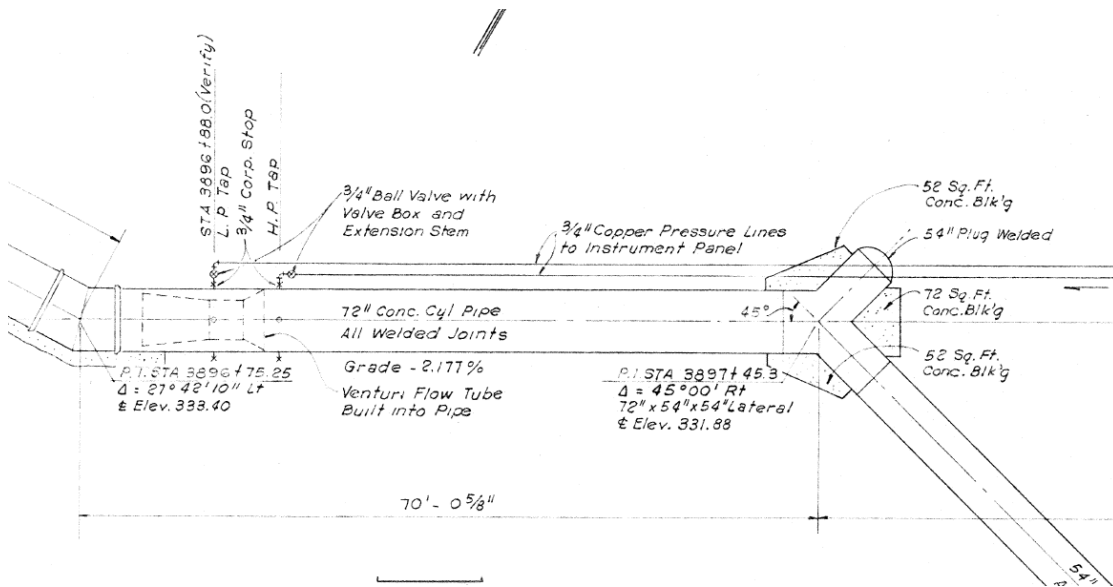 STA 3896+88.0 (Verify)
L.P. Tap
3/4" Corp. Stop
H.P. Tap
3/4" Ball Valve with
Valve Box and
Extension Stem
3/4" Copper Pressure Lines
to Instrument Panel
52 Sq. Ft.
Conc. Blk'g
54" Plug Welded
72 Sq. Ft.
Conc. Blk'g
45°
52 Sq. Ft.
Conc. Blk'g
72" Conc. Cyl Pipe
All Welded Joints
Grade - 2.177%
Venturi Flow Tube
Built into Pipe
P.I. STA 3896+75.25
Δ = 27° 42' 10" Lt
℄ Elev. 333.40
P.I. STA 3897+45.3
Δ = 45° 00' Rt
72" x 54" x 54" Lateral
℄ Elev. 331.88
70' - 0 5/8"
54"